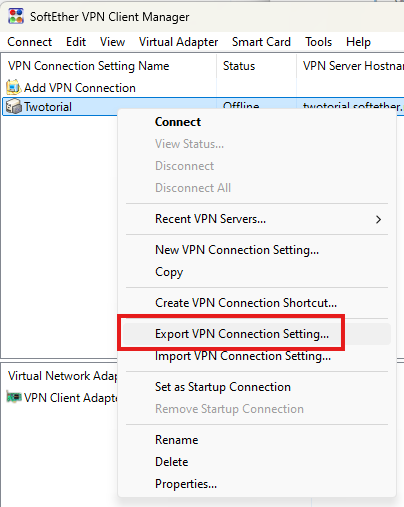 SoftEther VPN Client Manager
Connect Edit View Virtual Adapter Smart Card Tools Help
VPN Connection Setting Name Status VPN Server Hostna
Add VPN Connection
Twotorial Offline twotorial.softether.
Connect
View Status...
Disconnect
Disconnect All
Recent VPN Servers...
New VPN Connection Setting...
Copy
Create VPN Connection Shortcut...
Export VPN Connection Setting...
Import VPN Connection Setting...
Virtual Network Adap
Set as Startup Connection
VPN Client Adapte
Remove Startup Connection
Rename
Delete
Properties...